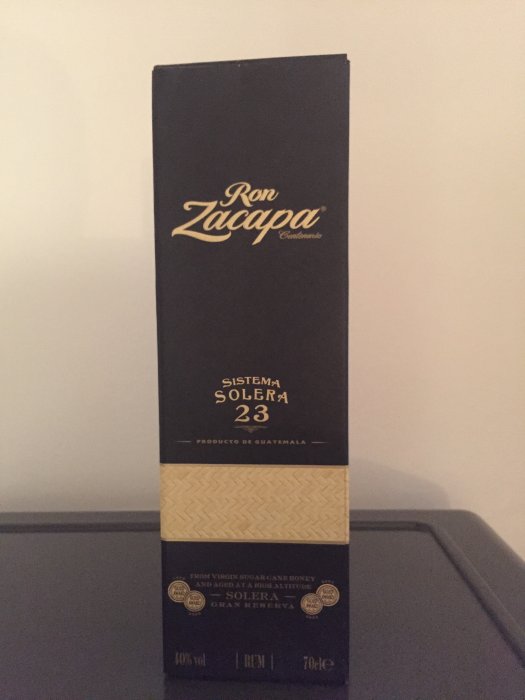 Ron
Zacapa®
Centenario
SISTEMA
SOLERA
23
PRODUCTO DE GUATEMALA
FROM VIRGIN SUGAR CANE HONEY
AND AGED AT A HIGH ALTITUDE
SOLERA
GRAN RESERVA
40% vol | RUM | 70cl℮